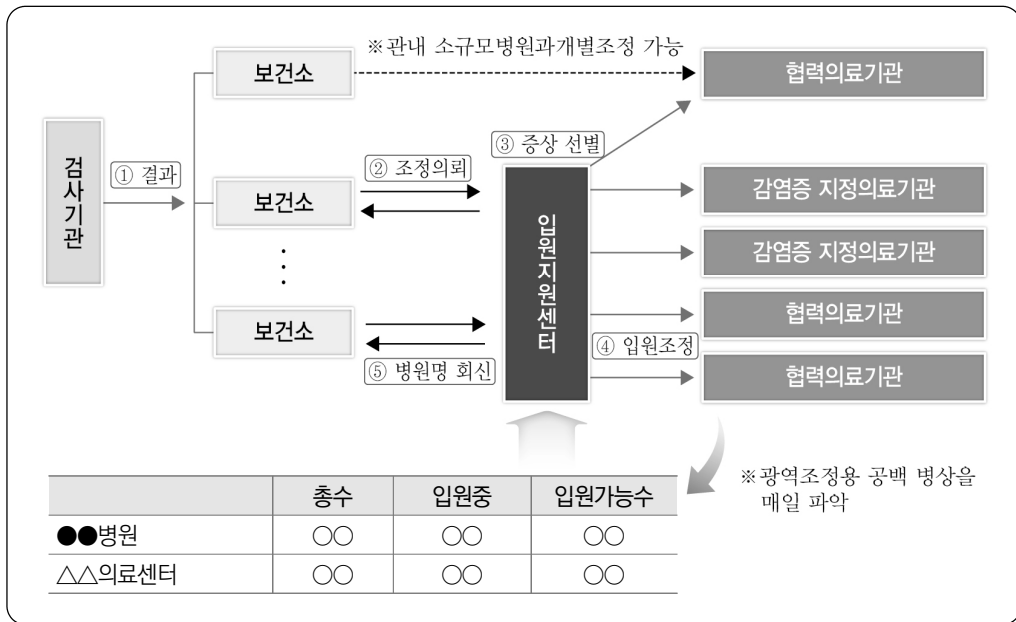 ※관내 소규모병원과개별조정 가능
보건소
협력의료기관
검사기관
① 결과
② 조정의뢰
③ 증상 선별
보건소
감염증 지정의료기관
입원지원센터
감염증 지정의료기관
보건소
협력의료기관
④ 입원조정
⑤ 병원명 회신
협력의료기관
※광역조정용 공백 병상을
매일 파악
총수 입원중 입원가능수
●●병원 ○○ ○○ ○○
△△의료센터 ○○ ○○ ○○